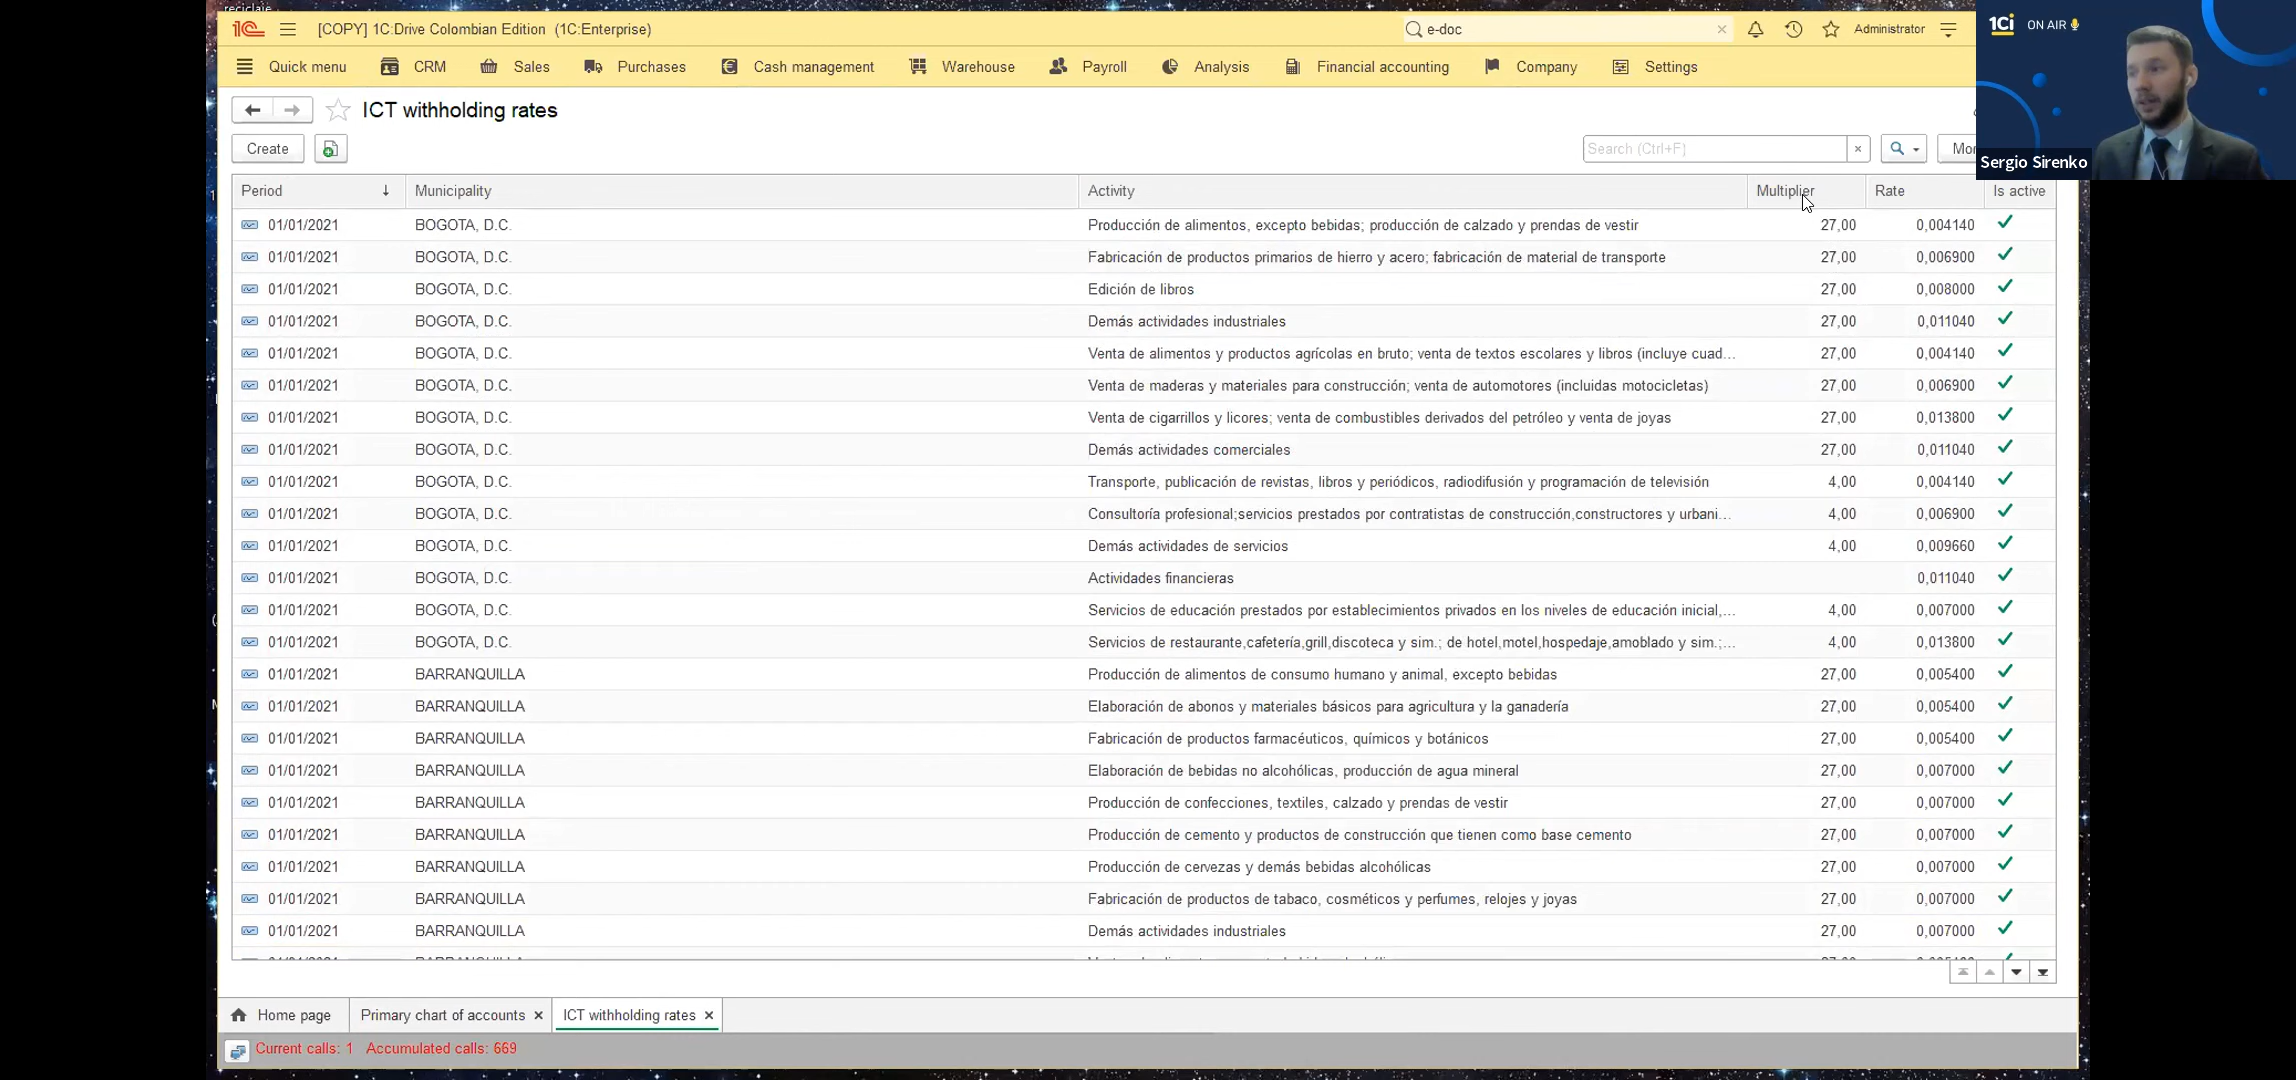 reciclaje
1C [COPY] 1C:Drive Colombian Edition (1C:Enterprise) e-doc × Administrator
1Ci ON AIR
Quick menu CRM Sales Purchases Cash management Warehouse Payroll Analysis Financial accounting Company Settings
ICT withholding rates
Create Search (Ctrl+F) × Mor
Sergio Sirenko
Period Municipality Activity Multiplier Rate Is active
01/01/2021 BOGOTA, D.C. Producción de alimentos, excepto bebidas; producción de calzado y prendas de vestir 27,00 0,004140
01/01/2021 BOGOTA, D.C. Fabricación de productos primarios de hierro y acero; fabricación de material de transporte 27,00 0,006900
01/01/2021 BOGOTA, D.C. Edición de libros 27,00 0,008000
01/01/2021 BOGOTA, D.C. Demás actividades industriales 27,00 0,011040
01/01/2021 BOGOTA, D.C. Venta de alimentos y productos agrícolas en bruto; venta de textos escolares y libros (incluye cuad... 27,00 0,004140
01/01/2021 BOGOTA, D.C. Venta de maderas y materiales para construcción; venta de automotores (incluidas motocicletas) 27,00 0,006900
01/01/2021 BOGOTA, D.C. Venta de cigarrillos y licores; venta de combustibles derivados del petróleo y venta de joyas 27,00 0,013800
01/01/2021 BOGOTA, D.C. Demás actividades comerciales 27,00 0,011040
01/01/2021 BOGOTA, D.C. Transporte, publicación de revistas, libros y periódicos, radiodifusión y programación de televisión 4,00 0,004140
01/01/2021 BOGOTA, D.C. Consultoría profesional;servicios prestados por contratistas de construcción,constructores y urbani... 4,00 0,006900
01/01/2021 BOGOTA, D.C. Demás actividades de servicios 4,00 0,009660
01/01/2021 BOGOTA, D.C. Actividades financieras 0,011040
01/01/2021 BOGOTA, D.C. Servicios de educación prestados por establecimientos privados en los niveles de educación inicial,... 4,00 0,007000
01/01/2021 BOGOTA, D.C. Servicios de restaurante,cafetería,grill,discoteca y sim.; de hotel,motel,hospedaje,amoblado y sim.;... 4,00 0,013800
01/01/2021 BARRANQUILLA Producción de alimentos de consumo humano y animal, excepto bebidas 27,00 0,005400
01/01/2021 BARRANQUILLA Elaboración de abonos y materiales básicos para agricultura y la ganadería 27,00 0,005400
01/01/2021 BARRANQUILLA Fabricación de productos farmacéuticos, químicos y botánicos 27,00 0,005400
01/01/2021 BARRANQUILLA Elaboración de bebidas no alcohólicas, producción de agua mineral 27,00 0,007000
01/01/2021 BARRANQUILLA Producción de confecciones, textiles, calzado y prendas de vestir 27,00 0,007000
01/01/2021 BARRANQUILLA Producción de cemento y productos de construcción que tienen como base cemento 27,00 0,007000
01/01/2021 BARRANQUILLA Producción de cervezas y demás bebidas alcohólicas 27,00 0,007000
01/01/2021 BARRANQUILLA Fabricación de productos de tabaco, cosméticos y perfumes, relojes y joyas 27,00 0,007000
01/01/2021 BARRANQUILLA Demás actividades industriales 27,00 0,007000
Home page Primary chart of accounts × ICT withholding rates ×
Current calls: 1 Accumulated calls: 669